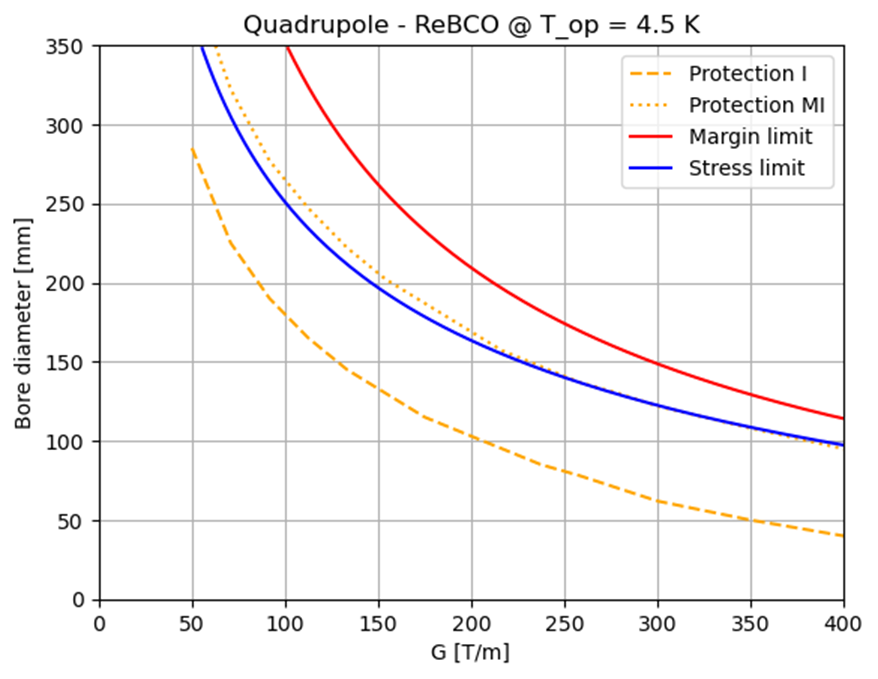 Quadrupole - ReBCO @ T_op = 4.5 K
Protection I
Protection MI
Margin limit
Stress limit
Bore diameter [mm]
350
300
250
200
150
100
50
0
0 50 100 150 200 250 300 350 400
G [T/m]